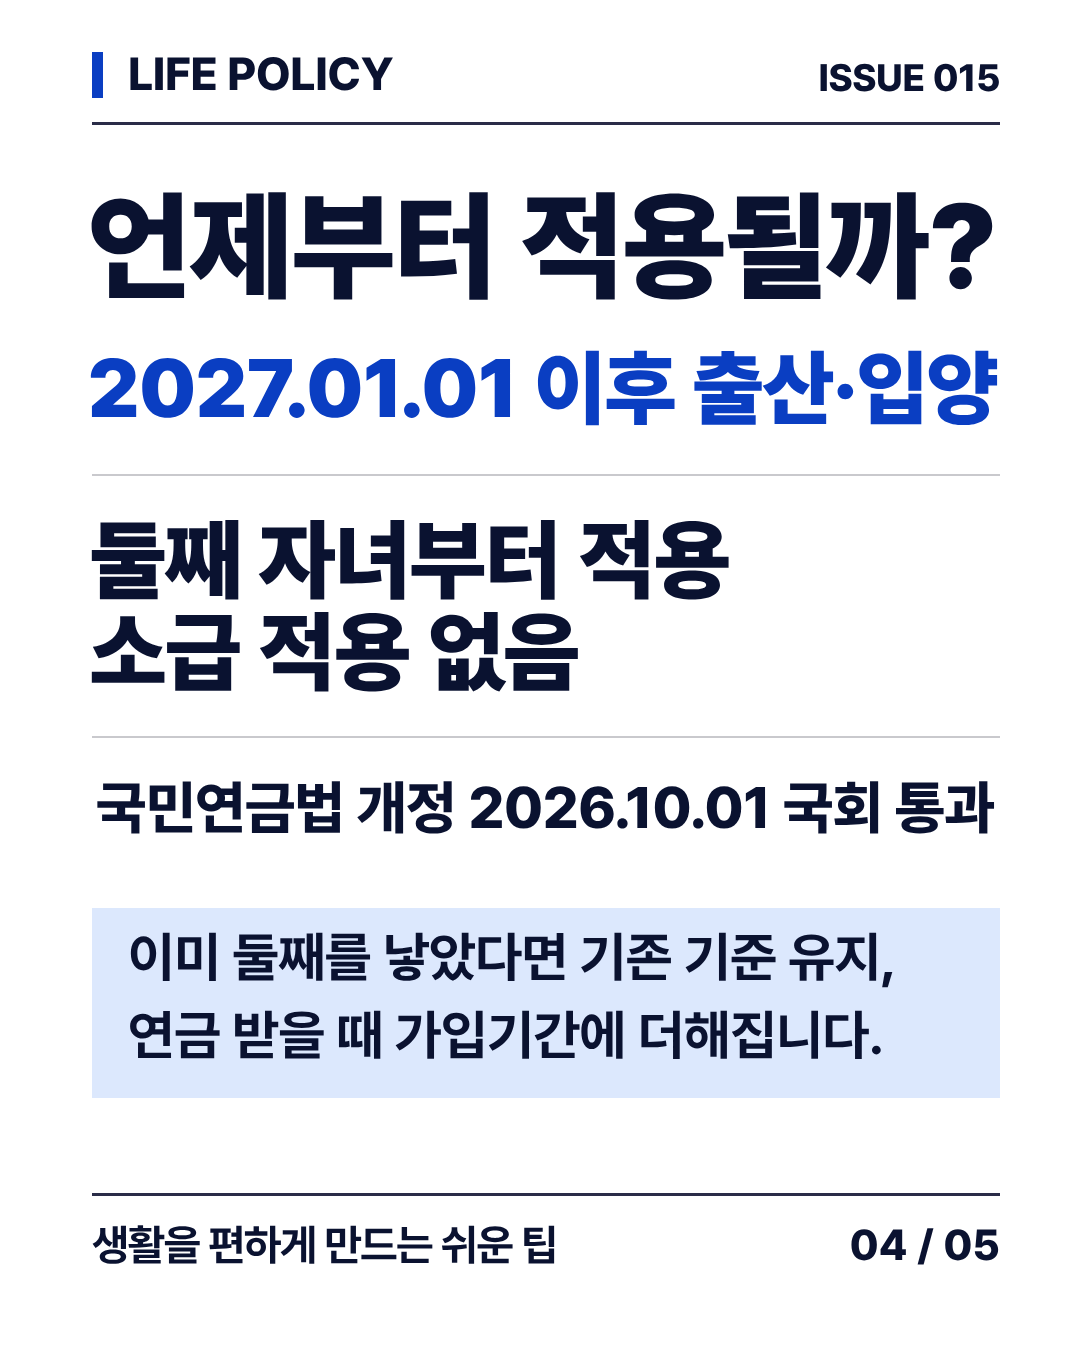 LIFE POLICY
ISSUE 015
언제부터 적용될까?
2027.01.01 이후 출산·입양
둘째 자녀부터 적용
소급 적용 없음
국민연금법 개정 2026.10.01 국회 통과
이미 둘째를 낳았다면 기존 기준 유지,
연금 받을 때 가입기간에 더해집니다.
생활을 편하게 만드는 쉬운 팁
04 / 05